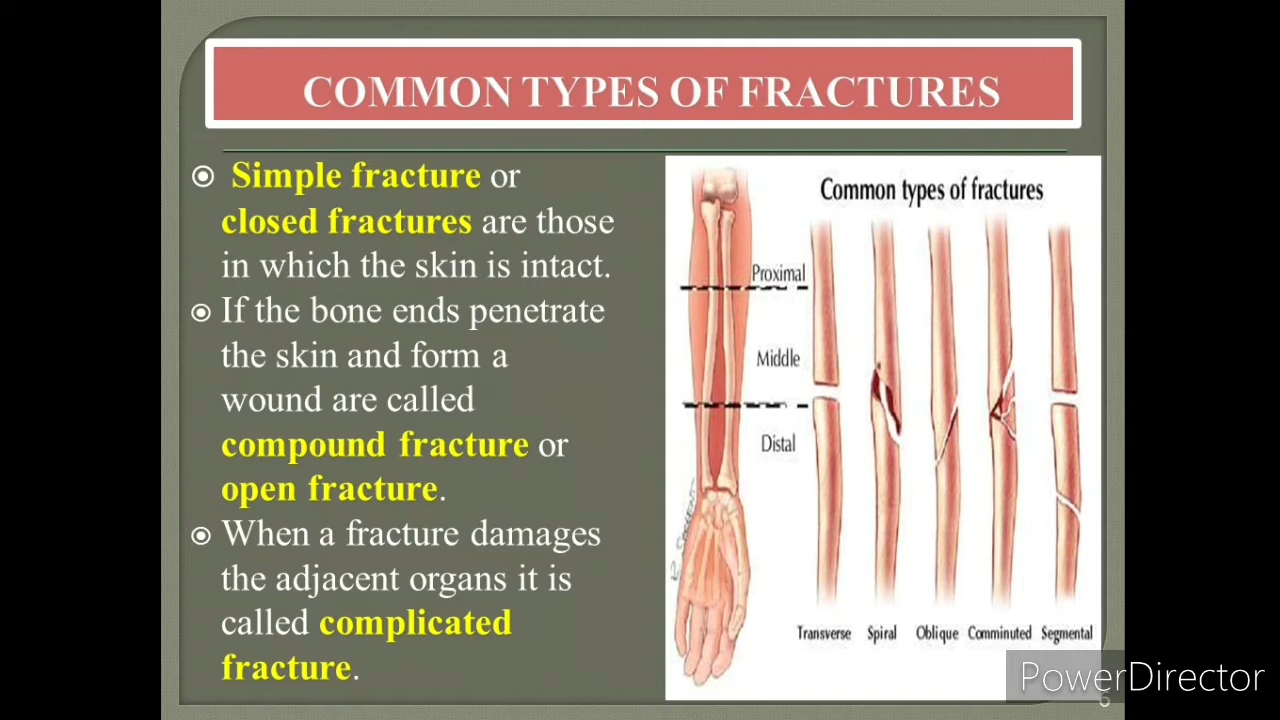 COMMON TYPES OF FRACTURES
Simple fracture or
closed fractures are those
in which the skin is intact.
If the bone ends penetrate
the skin and form a
wound are called
compound fracture or
open fracture.
When a fracture damages
the adjacent organs it is
called complicated
fracture.
Common types of fractures
Proximal
Middle
Distal
Transverse Spiral Oblique Comminuted Segmental
PowerDirector
6